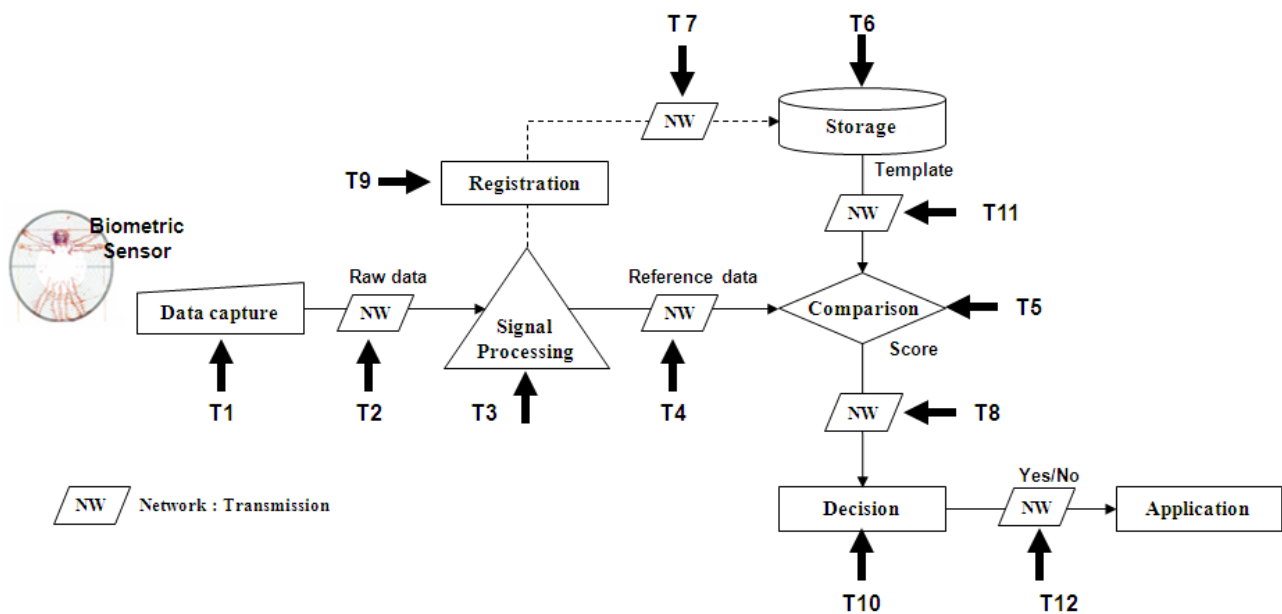 T 7
T6
NW
Storage
T9
Registration
Template
NW
T11
Biometric
Sensor
Raw data
Reference data
Data capture
NW
Signal
Processing
NW
Comparison
T5
Score
T1
T2
T3
T4
NW
T8
Yes/No
NW
Network : Transmission
Decision
NW
Application
T10
T12